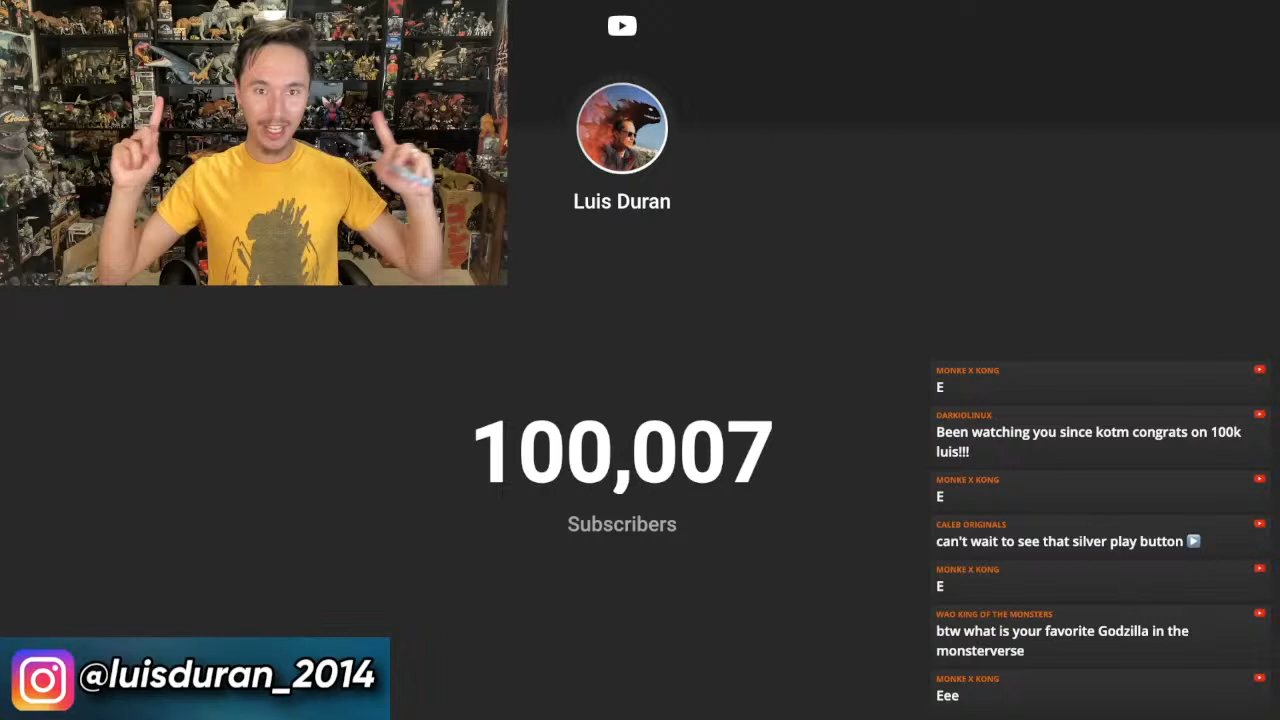 Luis Duran
100,007
Subscribers
MONKE X KONG
E
DARKIOLINUX
Been watching you since kotm congrats on 100k
luis!!!
MONKE X KONG
E
CALEB ORIGINALS
can't wait to see that silver play button
MONKE X KONG
E
WAO KING OF THE MONSTERS
btw what is your favorite Godzilla in the
monsterverse
MONKE X KONG
Eee
@luisduran_2014